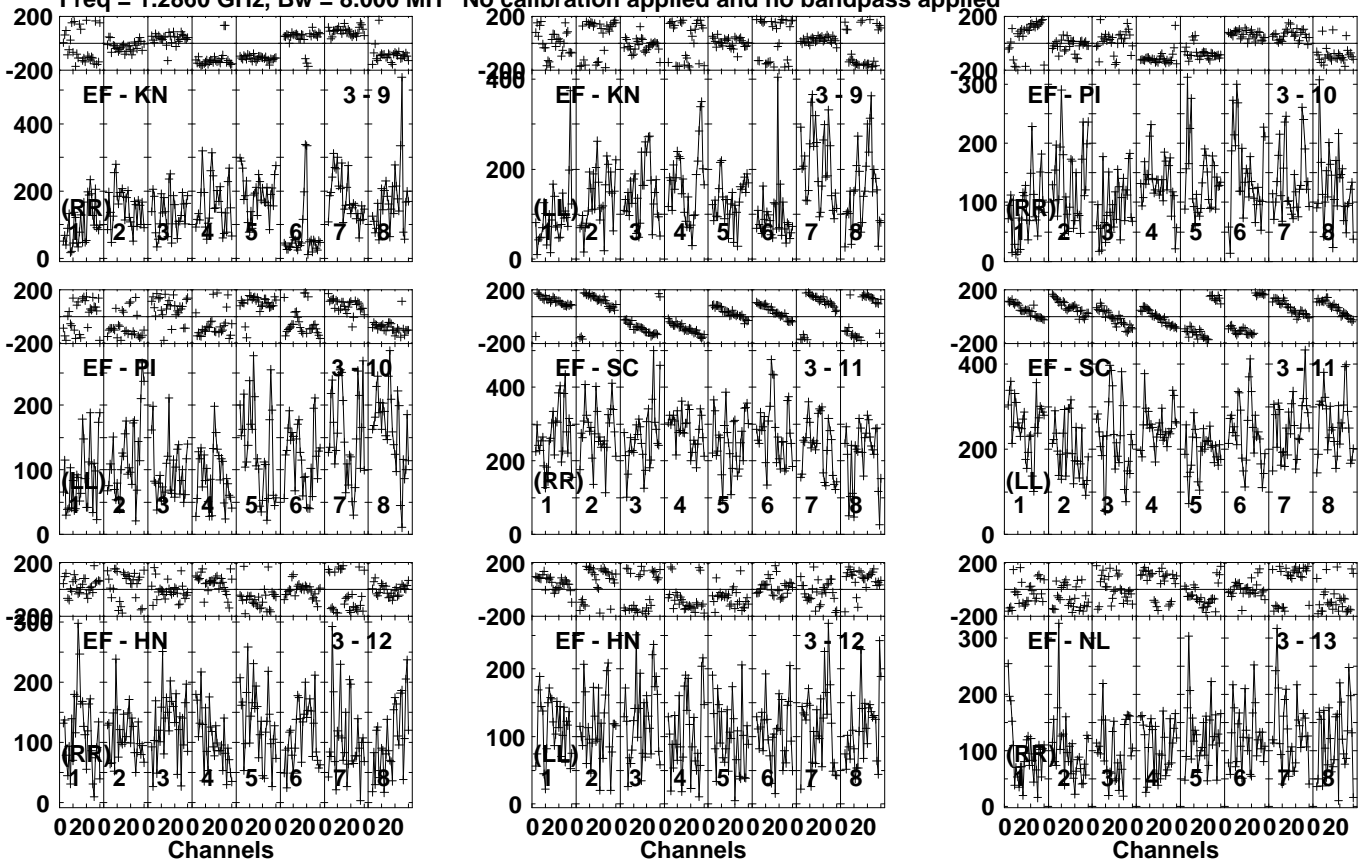 Freq = 1.2860 GHz, Bw = 8.000 MH No calibration applied and no bandpass applied
200 200 200
-200 -200 -200
400
EF - KN 3 - 9 EF - KN 3 - 9 EF - PI 3 - 10
400 300
200 200 200
100
(RR) (LL) (RR)
1 2 3 4 5 6 7 8 1 2 3 4 5 6 7 8 1 2 3 4 5 6 7 8
0 0 0
200 200 200
-200 -200 -200
EF - PI 3 - 10 EF - SC 3 - 11 EF - SC 3 - 11
400 400
200
200 200
100
(LL) (RR) (LL)
1 2 3 4 5 6 7 8 1 2 3 4 5 6 7 8 1 2 3 4 5 6 7 8
0 0 0
200 200 200
-200 -200 -200
300
EF - HN 3 - 12 EF - HN 3 - 12 EF - NL 3 - 13
300
200 200 200
100 100 100
(RR) (LL) (RR)
1 2 3 4 5 6 7 8 1 2 3 4 5 6 7 8 1 2 3 4 5 6 7 8
0 0 0
0 20 0 20 0 20 0 20 0 20 0 20 0 20 0 20 0 20 0 20 0 20 0 20 0 20 0 20 0 20 0 20 0 20 0 20 0 20 0 20 0 20 0 20 0 20 0 20
Channels Channels Channels